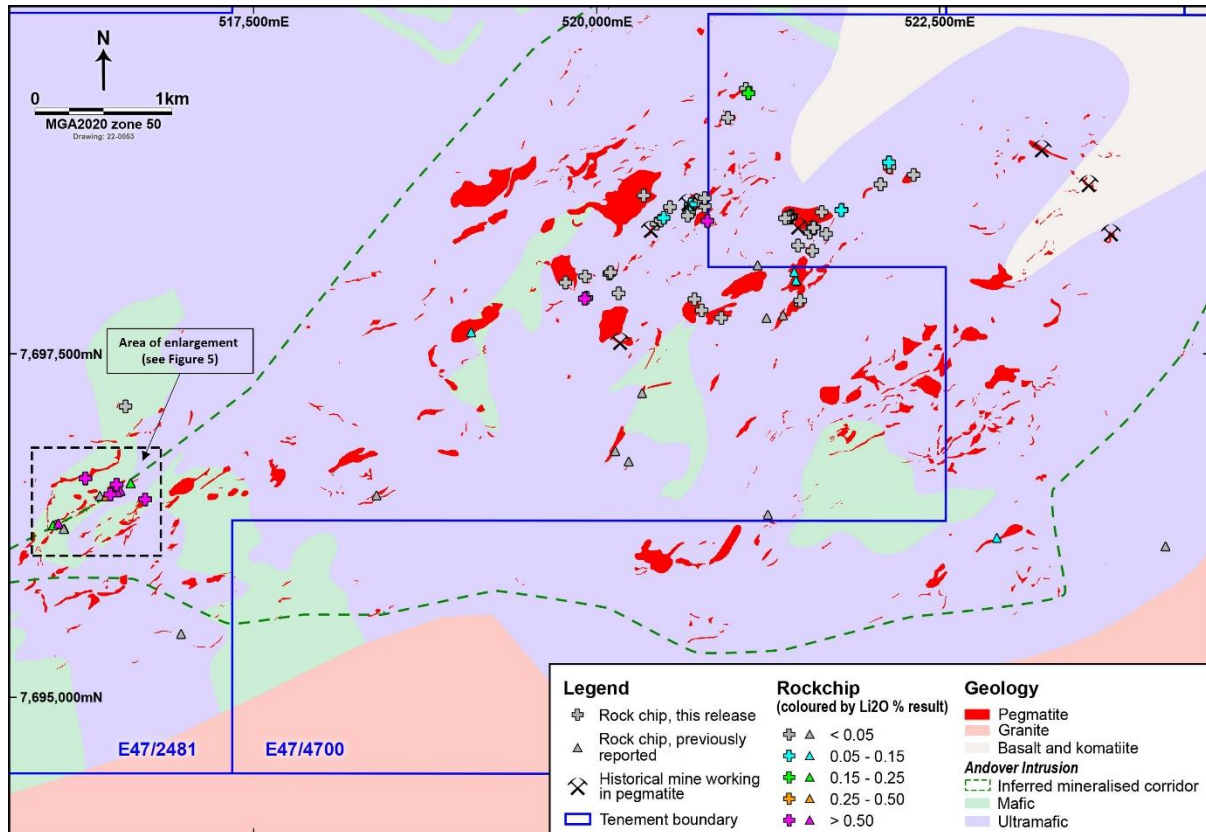 517,500mE
520,000mE
522,500mE
N
0 1km
MGA2020 zone 50
Drawing: 22-0053
7,697,500mN
Area of enlargement
(see Figure 5)
7,695,000mN
E47/2481
E47/4700
Legend
Rock chip, this release
Rock chip, previously
reported
Historical mine working
in pegmatite
Tenement boundary
Rockchip
(coloured by Li2O % result)
< 0.05
0.05 - 0.15
0.15 - 0.25
0.25 - 0.50
> 0.50
Geology
Pegmatite
Granite
Basalt and komatiite
Andover Intrusion
Inferred mineralised corridor
Mafic
Ultramafic